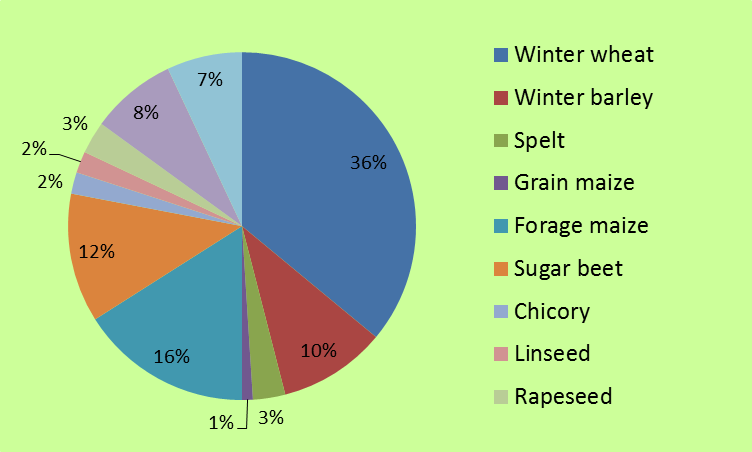 7%
8%
3%
2%
2%
12%
16%
1%
3%
10%
36%
Winter wheat
Winter barley
Spelt
Grain maize
Forage maize
Sugar beet
Chicory
Linseed
Rapeseed